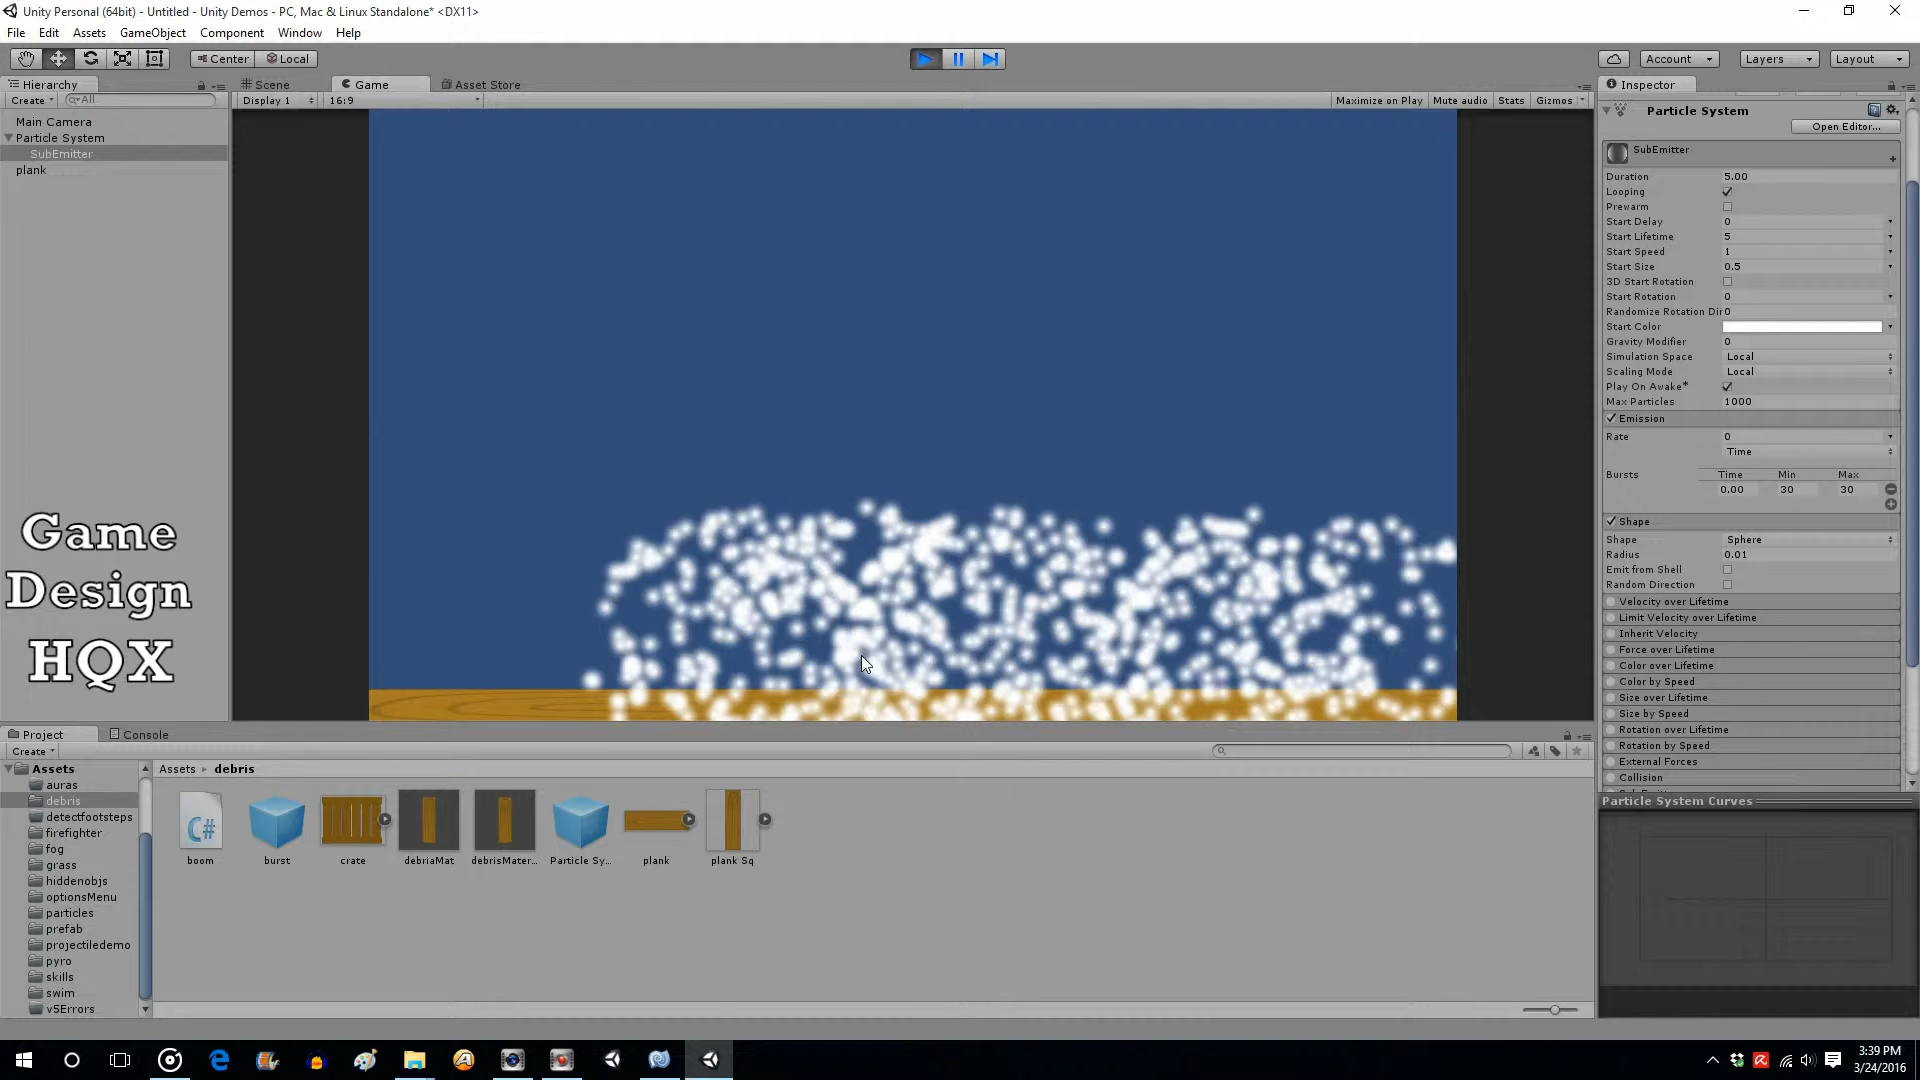 Unity Personal (64bit) - Untitled - Unity Demos - PC, Mac & Linux Standalone* <DX11>
File Edit Assets GameObject Component Window Help
Center Local
Account Layers Layout
Hierarchy
Create All
Main Camera
Particle System
SubEmitter
plank
Scene Game Asset Store
Display 1 16:9 Maximize on Play Mute audio Stats Gizmos
Game
Design
HQX
Inspector
Particle System
Open Editor...
SubEmitter
Duration 5.00
Looping
Prewarm
Start Delay 0
Start Lifetime 5
Start Speed 1
Start Size 0.5
3D Start Rotation
Start Rotation 0
Randomize Rotation Dir 0
Start Color
Gravity Modifier 0
Simulation Space Local
Scaling Mode Local
Play On Awake*
Max Particles 1000
Emission
Rate 0
Time
Bursts Time Min Max
0.00 30 30
Shape
Shape Sphere
Radius 0.01
Emit from Shell
Random Direction
Velocity over Lifetime
Limit Velocity over Lifetime
Inherit Velocity
Force over Lifetime
Color over Lifetime
Color by Speed
Size over Lifetime
Size by Speed
Rotation over Lifetime
Rotation by Speed
External Forces
Collision
Particle System Curves
Project Console
Create
Assets
auras
debris
detectfootsteps
firefighter
fog
grass
hiddenobjs
optionsMenu
particles
prefab
projectiledemo
pyro
skills
swim
v5Errors
Assets debris
C#
boom burst crate debriaMat debrisMater... Particle Sy... plank plank Sq
3:39 PM
3/24/2016